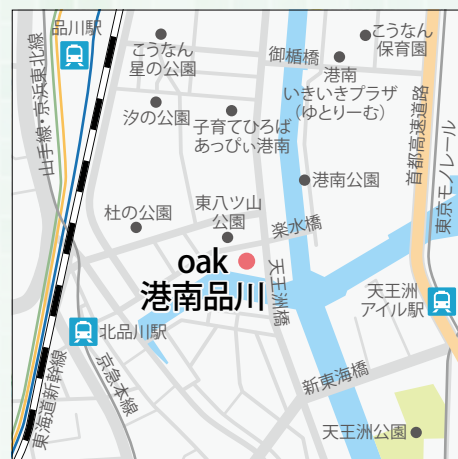 品川駅
こうなん
星の公園
御楯橋
こうなん
保育園
港南
いきいきプラザ
(ゆとりーむ)
山手線・京浜東北線
汐の公園
子育てひろば
あっぴぃ港南
首都高速道路
東京モノレール
港南公園
杜の公園
東八ツ山
公園
楽水橋
oak
港南品川
天王洲橋
天王洲
アイル駅
北品川駅
東海道新幹線
京急本線
新東海橋
天王洲公園